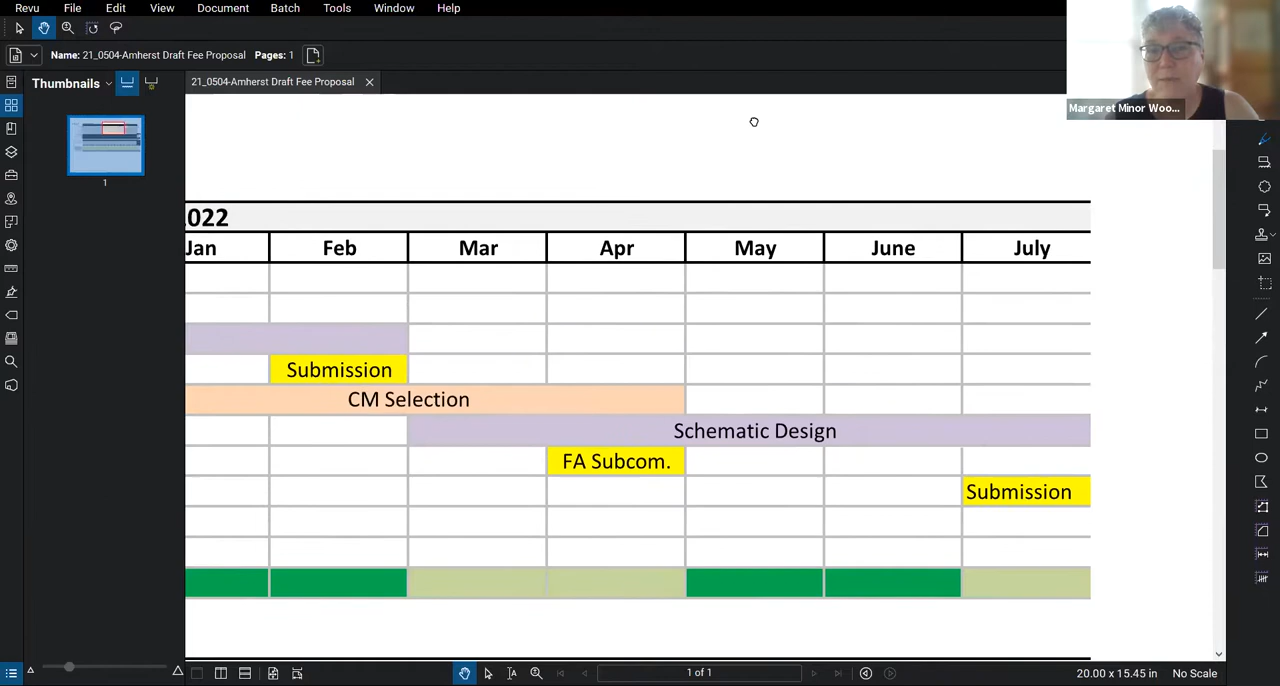 Revu File Edit View Document Batch Tools Window Help
Name: 21_0504-Amherst Draft Fee Proposal Pages: 1
Thumbnails
21_0504-Amherst Draft Fee Proposal
Margaret Minor Woo...
1
022
Jan Feb Mar Apr May June July
Submission
CM Selection
Schematic Design
FA Subcom.
Submission
1 of 1
20.00 x 15.45 in No Scale